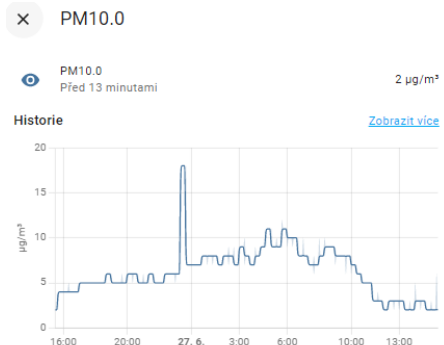 PM10.0
PM10.0
Před 13 minutami
2 µg/m³
Historie
Zobrazit více
20
15
10
5
0
µg/m³
16:00 20:00 27. 6. 3:00 6:00 10:00 13:00